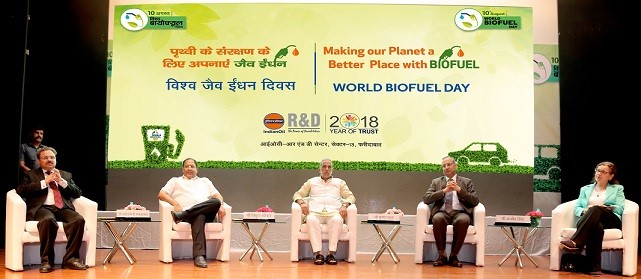 10 अगस्त
विश्व
बायोफ्यूल
10 August
WORLD
BIOFUEL
DAY
पृथ्वी के संरक्षण के
लिए अपनाएं जैव ईंधन
विश्व जैव ईंधन दिवस
Making our Planet a
Better Place with BIOFUEL
WORLD BIOFUEL DAY
IndianOil
R&D
2018
YEAR OF TRUST
आईओसी-आर एंड डी सेन्टर, सेक्टर-13, फरीदाबाद